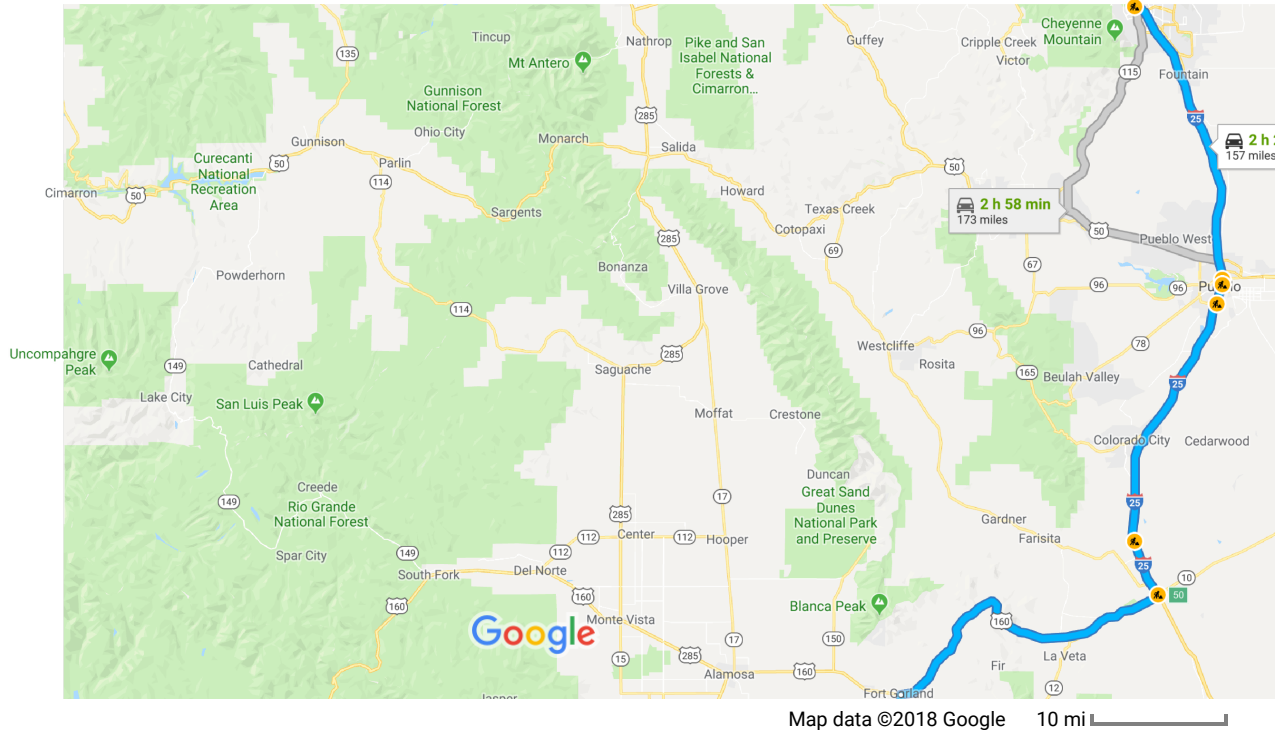 Tincup
Nathrop
Guffey
Cheyenne
Mountain
Pike and San
Isabel National
Forests &
Cimarron...
Cripple Creek
Victor
135
Mt Antero
115
Fountain
Gunnison
National Forest
285
25
Ohio City
Monarch
Gunnison
Salida
2 h 2
157 miles
Curecanti
National
Recreation
Area
50
Parlin
50
114
Howard
Cimarron
50
2 h 58 min
173 miles
Sargents
Texas Creek
Cotopaxi
50
Pueblo West
285
69
67
Bonanza
Powderhorn
Villa Grove
96
96
114
96
78
Uncompahgre
Peak
149
Cathedral
285
Saguache
Westcliffe
Rosita
165
Beulah Valley
25
Lake City
San Luis Peak
Moffat
Crestone
Colorado City
Cedarwood
Duncan
Creede
149
Rio Grande
National Forest
17
Great Sand
Dunes
National Park
and Preserve
25
285
Gardner
Center
112
112
Hooper
Farisita
Spar City
149
112
South Fork
Del Norte
25
10
160
160
Blanca Peak
50
Google
Monte Vista
160
17
150
15
285
Alamosa
160
La Veta
Fir
12
Fort Garland
Jasper
Map data ©2018 Google 10 mi